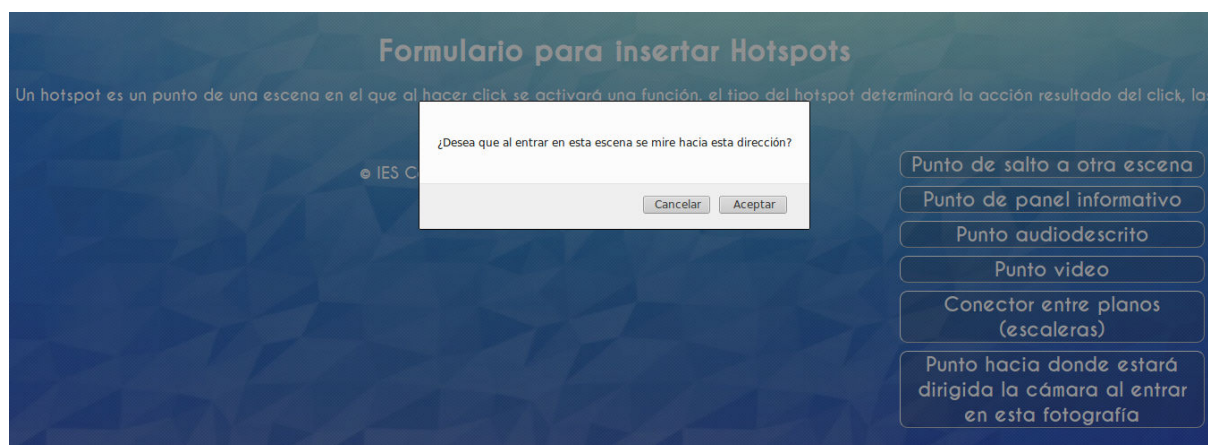 Formulario para insertar Hotspots
Un hotspot es un punto de una escena en el que al hacer click se activará una función, el tipo del hotspot determinará la acción resultado del click, las
¿Desea que al entrar en esta escena se mire hacia esta dirección?
Cancelar Aceptar
© IES C
Punto de salto a otra escena
Punto de panel informativo
Punto audiodescrito
Punto video
Conector entre planos
(escaleras)
Punto hacia donde estará
dirigida la cámara al entrar
en esta fotografía